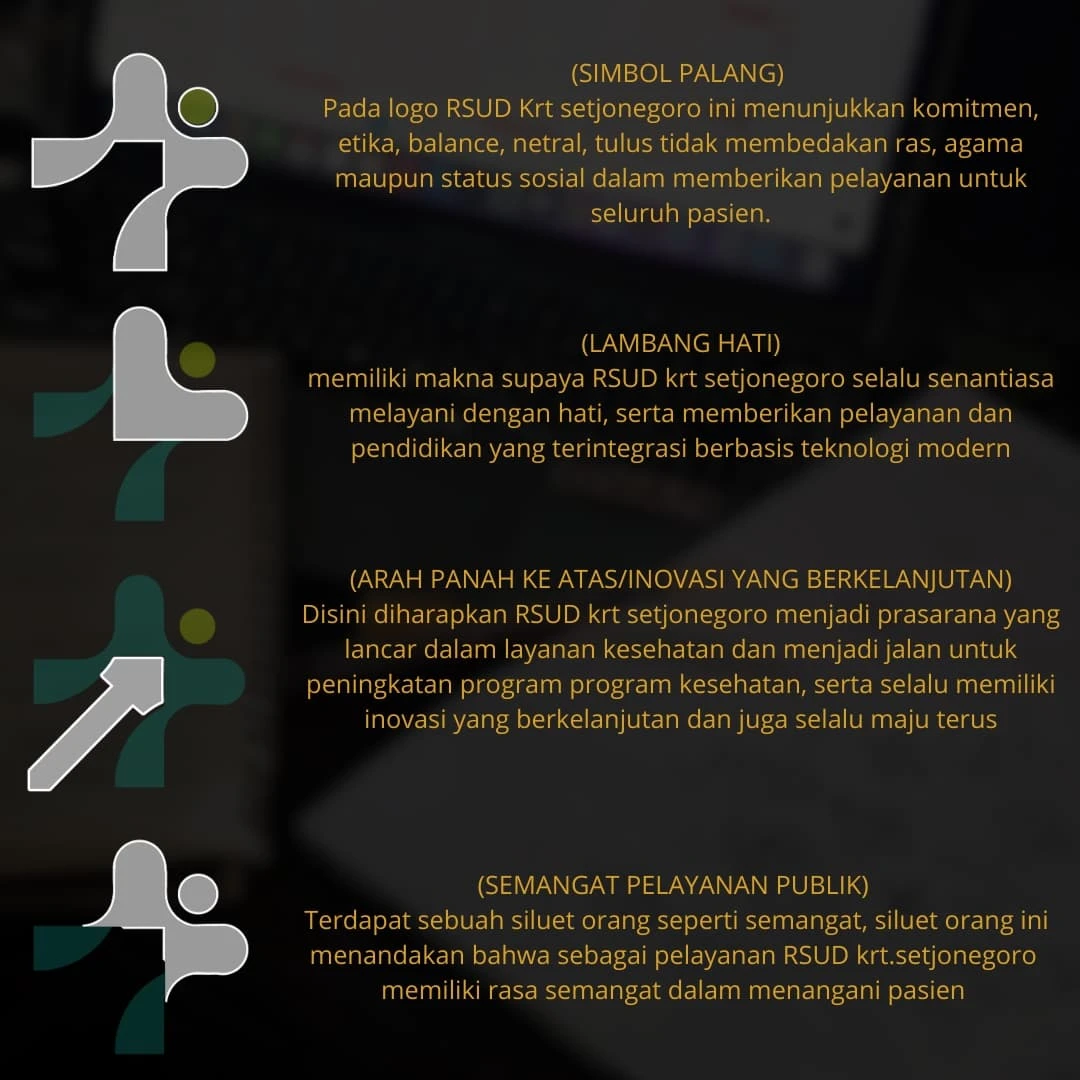 (SIMBOL PALANG)
Pada logo RSUD Krt setjonegoro ini menunjukkan komitmen,
etika, balance, netral, tulus tidak membedakan ras, agama
maupun status sosial dalam memberikan pelayanan untuk
seluruh pasien.
(LAMBANG HATI)
memiliki makna supaya RSUD krt setjonegoro selalu senantiasa
melayani dengan hati, serta memberikan pelayanan dan
pendidikan yang terintegrasi berbasis teknologi modern
(ARAH PANAH KE ATAS/INOVASI YANG BERKELANJUTAN)
Disini diharapkan RSUD krt setjonegoro menjadi prasarana yang
lancar dalam layanan kesehatan dan menjadi jalan untuk
peningkatan program program kesehatan, serta selalu memiliki
inovasi yang berkelanjutan dan juga selalu maju terus
(SEMANGAT PELAYANAN PUBLIK)
Terdapat sebuah siluet orang seperti semangat, siluet orang ini
menandakan bahwa sebagai pelayanan RSUD krt.setjonegoro
memiliki rasa semangat dalam menangani pasien